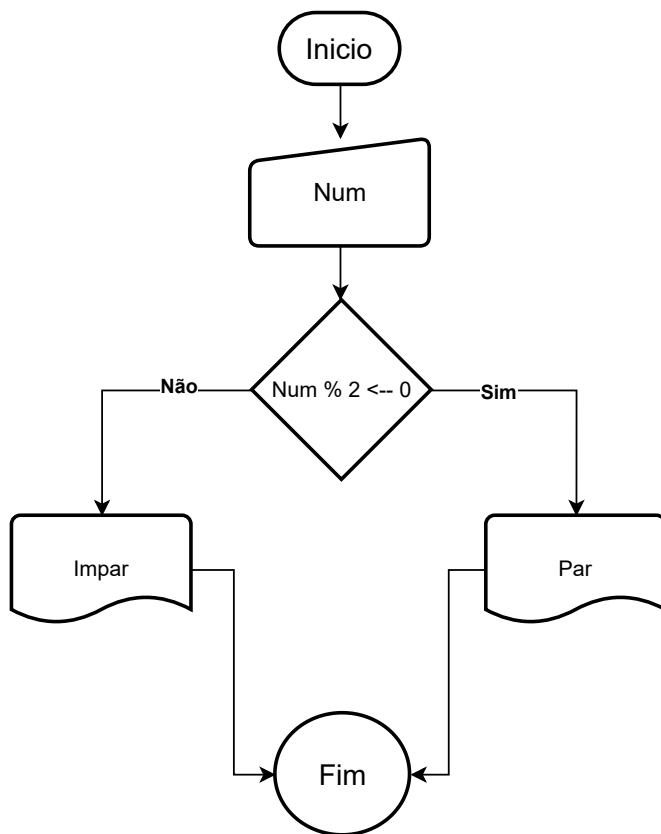 Inicio
Num
Num % 2 <-- 0
Não
Sim
Impar
Par
Fim